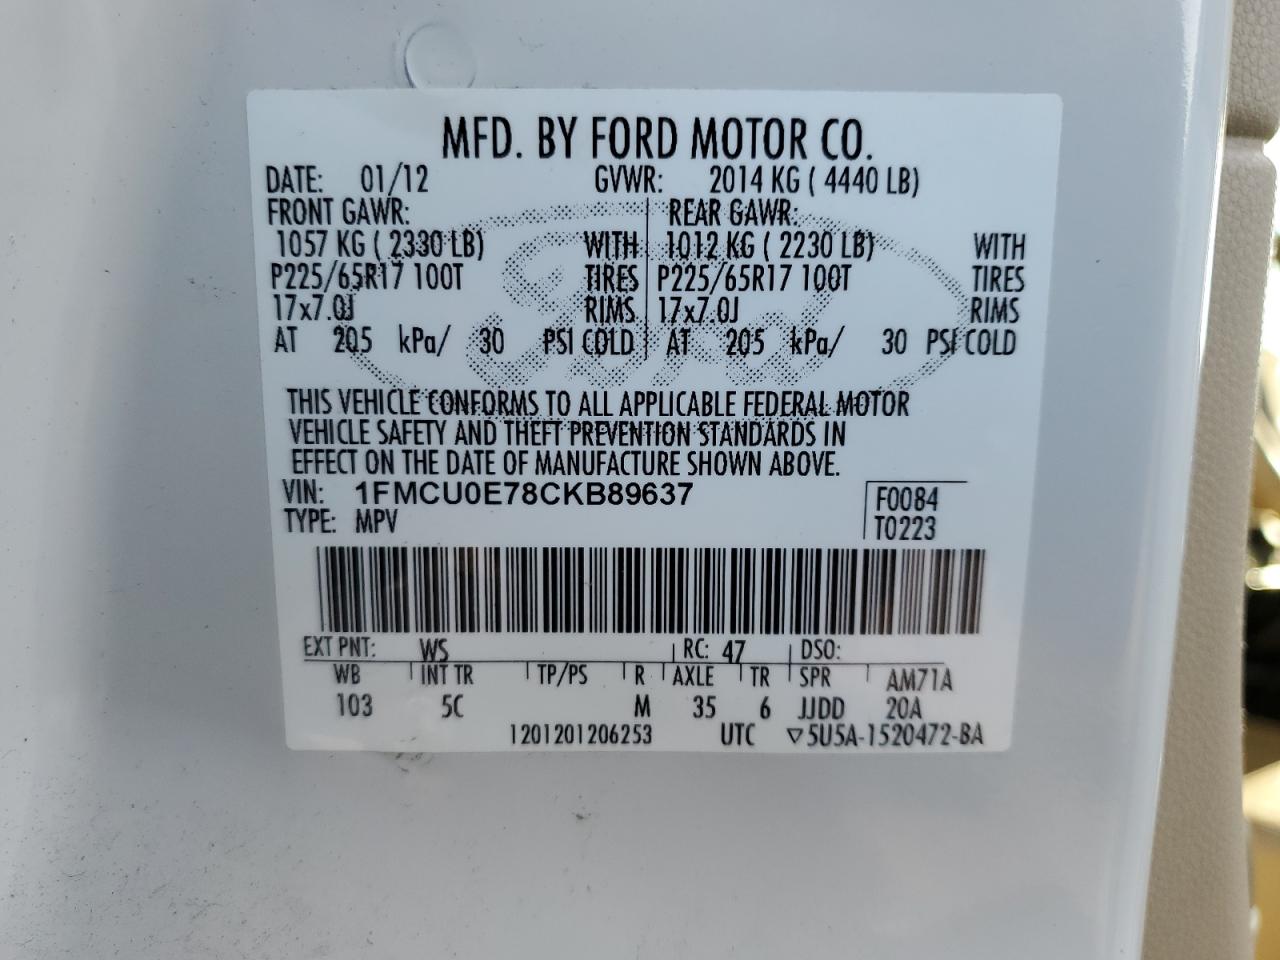 MFD. BY FORD MOTOR CO.
DATE: 01/12 GVWR: 2014 KG ( 4440 LB)
FRONT GAWR: REAR GAWR:
1057 KG ( 2330 LB) WITH 1012 KG ( 2230 LB) WITH
P225/65R17 100T TIRES P225/65R17 100T TIRES
17x7.0J RIMS 17x7.0J RIMS
AT 205 kPa/ 30 PSI COLD AT 205 kPa/ 30 PSI COLD
Ford
THIS VEHICLE CONFORMS TO ALL APPLICABLE FEDERAL MOTOR
VEHICLE SAFETY AND THEFT PREVENTION STANDARDS IN
EFFECT ON THE DATE OF MANUFACTURE SHOWN ABOVE.
VIN: 1FMCU0E78CKB89637 F0084
TYPE: MPV T0223
EXT PNT: WS RC: 47 DSO:
WB INT TR TP/PS R AXLE TR SPR AM71A
103 5C M 35 6 JJDD 20A
1201201206253 UTC ▽5U5A-1520472-BA